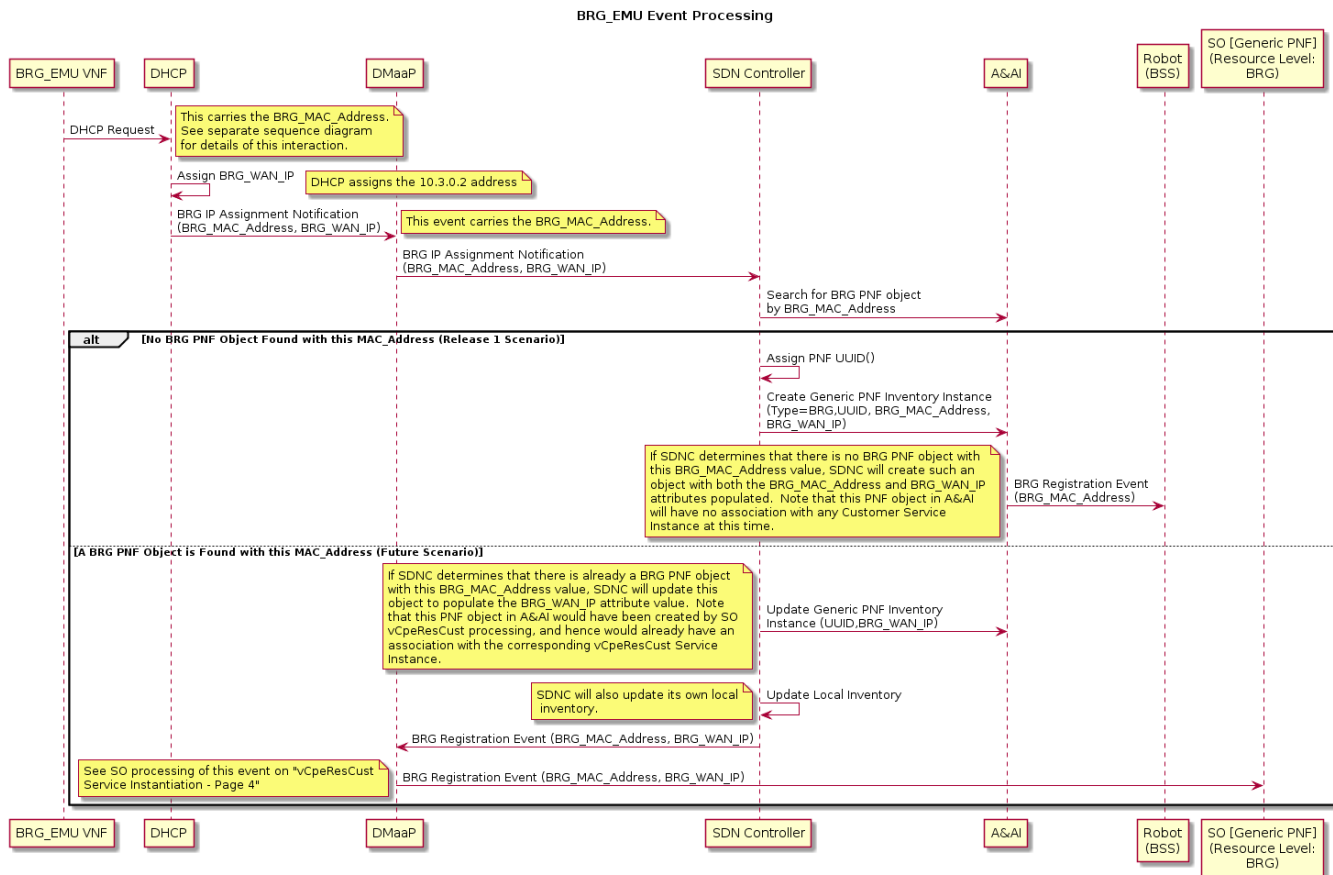 BRG_EMU Event Processing
BRG_EMU VNF
DHCP
DMaaP
SDN Controller
A&AI
Robot
(BSS)
SO [Generic PNF]
(Resource Level:
BRG)
DHCP Request
This carries the BRG_MAC_Address.
See separate sequence diagram
for details of this interaction.
Assign BRG_WAN_IP
DHCP assigns the 10.3.0.2 address
BRG IP Assignment Notification
(BRG_MAC_Address, BRG_WAN_IP)
This event carries the BRG_MAC_Address.
BRG IP Assignment Notification
(BRG_MAC_Address, BRG_WAN_IP)
Search for BRG PNF object
by BRG_MAC_Address
alt
[No BRG PNF Object Found with this MAC_Address (Release 1 Scenario)]
Assign PNF UUID()
Create Generic PNF Inventory Instance
(Type=BRG,UUID, BRG_MAC_Address,
BRG_WAN_IP)
If SDNC determines that there is no BRG PNF object with
this BRG_MAC_Address value, SDNC will create such an
object with both the BRG_MAC_Address and BRG_WAN_IP
attributes populated.  Note that this PNF object in A&AI
will have no association with any Customer Service
Instance at this time.
BRG Registration Event
(BRG_MAC_Address)
[A BRG PNF Object is Found with this MAC_Address (Future Scenario)]
If SDNC determines that there is already a BRG PNF object
with this BRG_MAC_Address value, SDNC will update this
object to populate the BRG_WAN_IP attribute value.  Note
that this PNF object in A&AI would have been created by SO
vCpeResCust processing, and hence would already have an
association with the corresponding vCpeResCust Service
Instance.
Update Generic PNF Inventory
Instance (UUID,BRG_WAN_IP)
SDNC will also update its own local
inventory.
Update Local Inventory
BRG Registration Event (BRG_MAC_Address, BRG_WAN_IP)
See SO processing of this event on "vCpeResCust
Service Instantiation - Page 4"
BRG Registration Event (BRG_MAC_Address, BRG_WAN_IP)
BRG_EMU VNF
DHCP
DMaaP
SDN Controller
A&AI
Robot
(BSS)
SO [Generic PNF]
(Resource Level:
BRG)